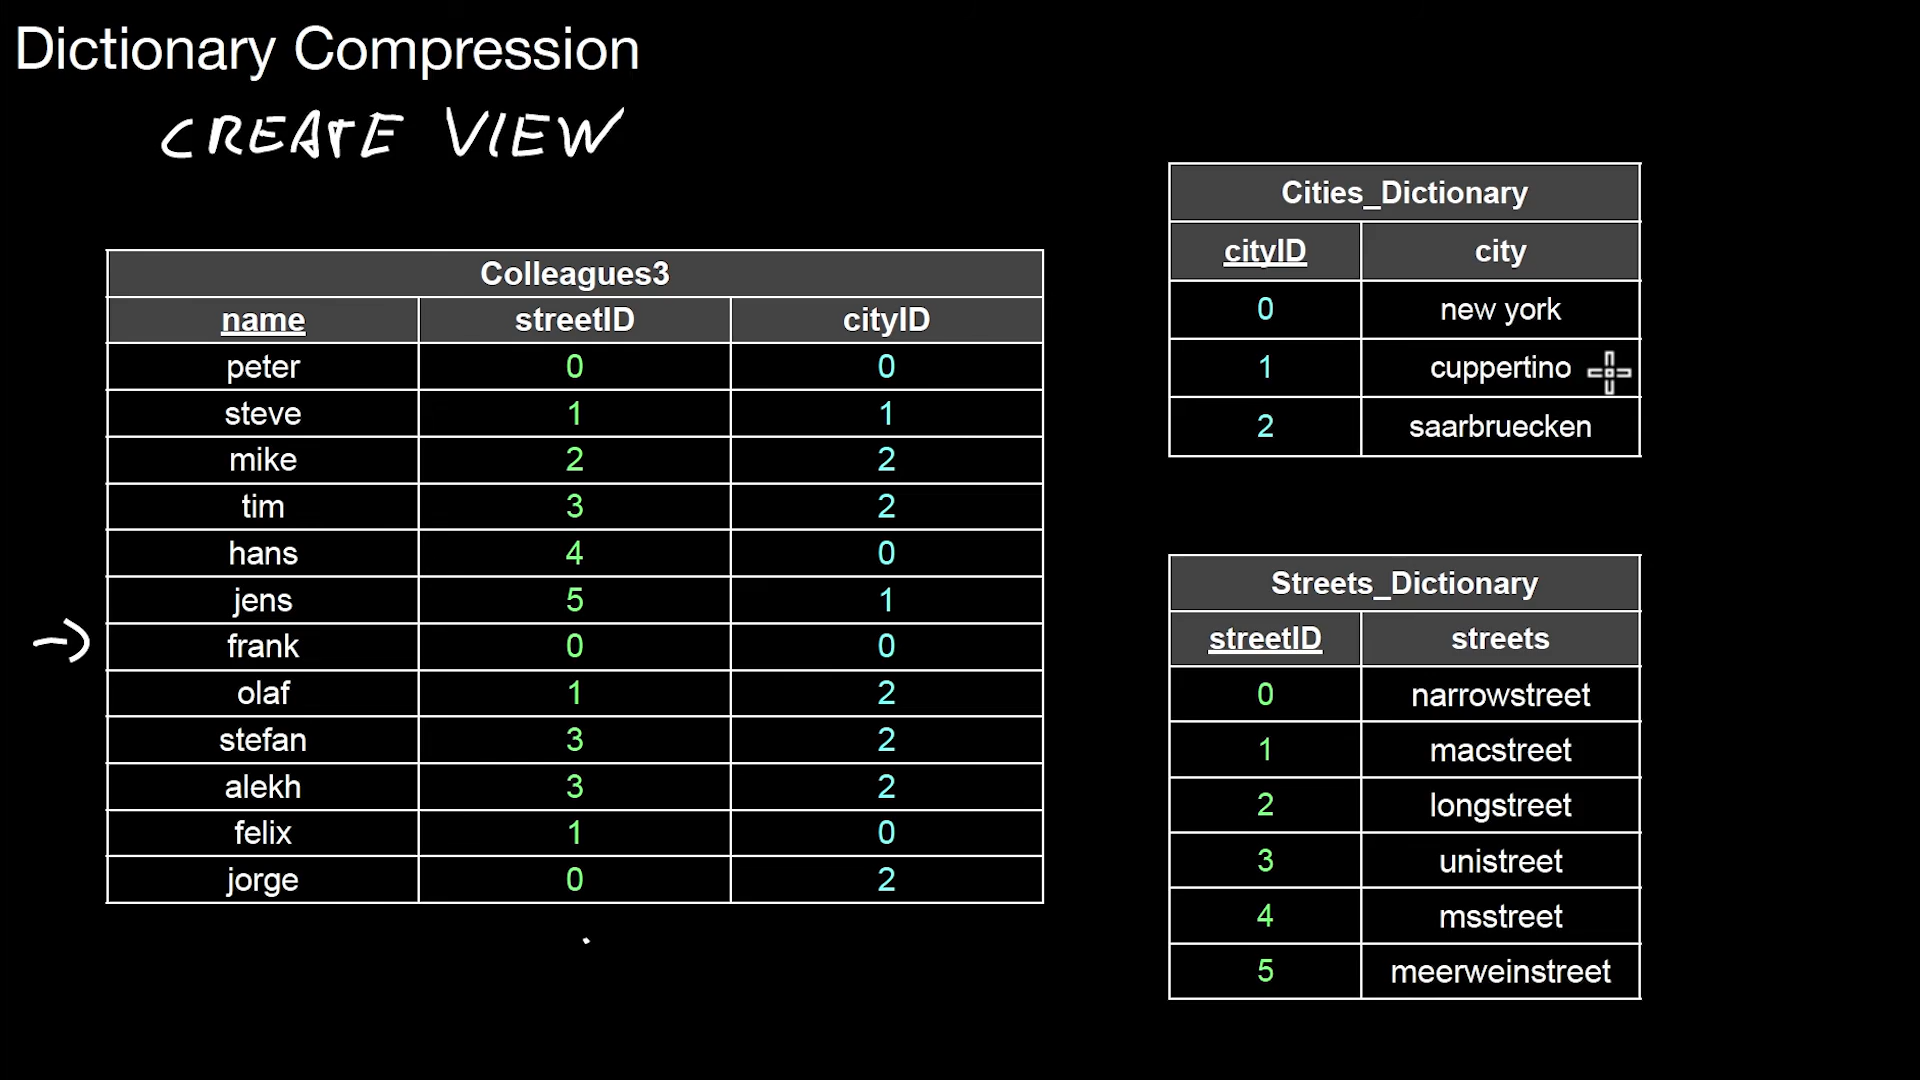 Dictionary Compression
CREATE VIEW
Colleagues3
name streetID cityID
peter 0 0
steve 1 1
mike 2 2
tim 3 2
hans 4 0
jens 5 1
frank 0 0
olaf 1 2
stefan 3 2
alekh 3 2
felix 1 0
jorge 0 2
Cities_Dictionary
cityID city
0 new york
1 cuppertino
2 saarbruecken
Streets_Dictionary
streetID streets
0 narrowstreet
1 macstreet
2 longstreet
3 unistreet
4 msstreet
5 meerweinstreet